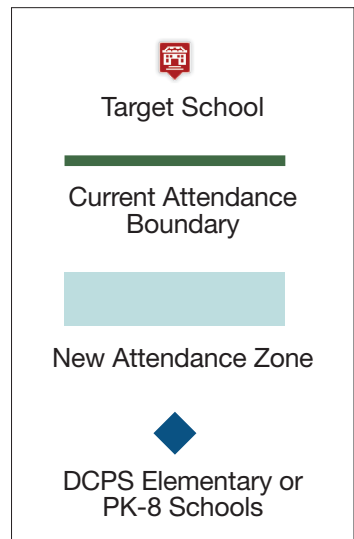 Target School
Current Attendance
Boundary
New Attendance Zone
DCPS Elementary or
PK-8 Schools